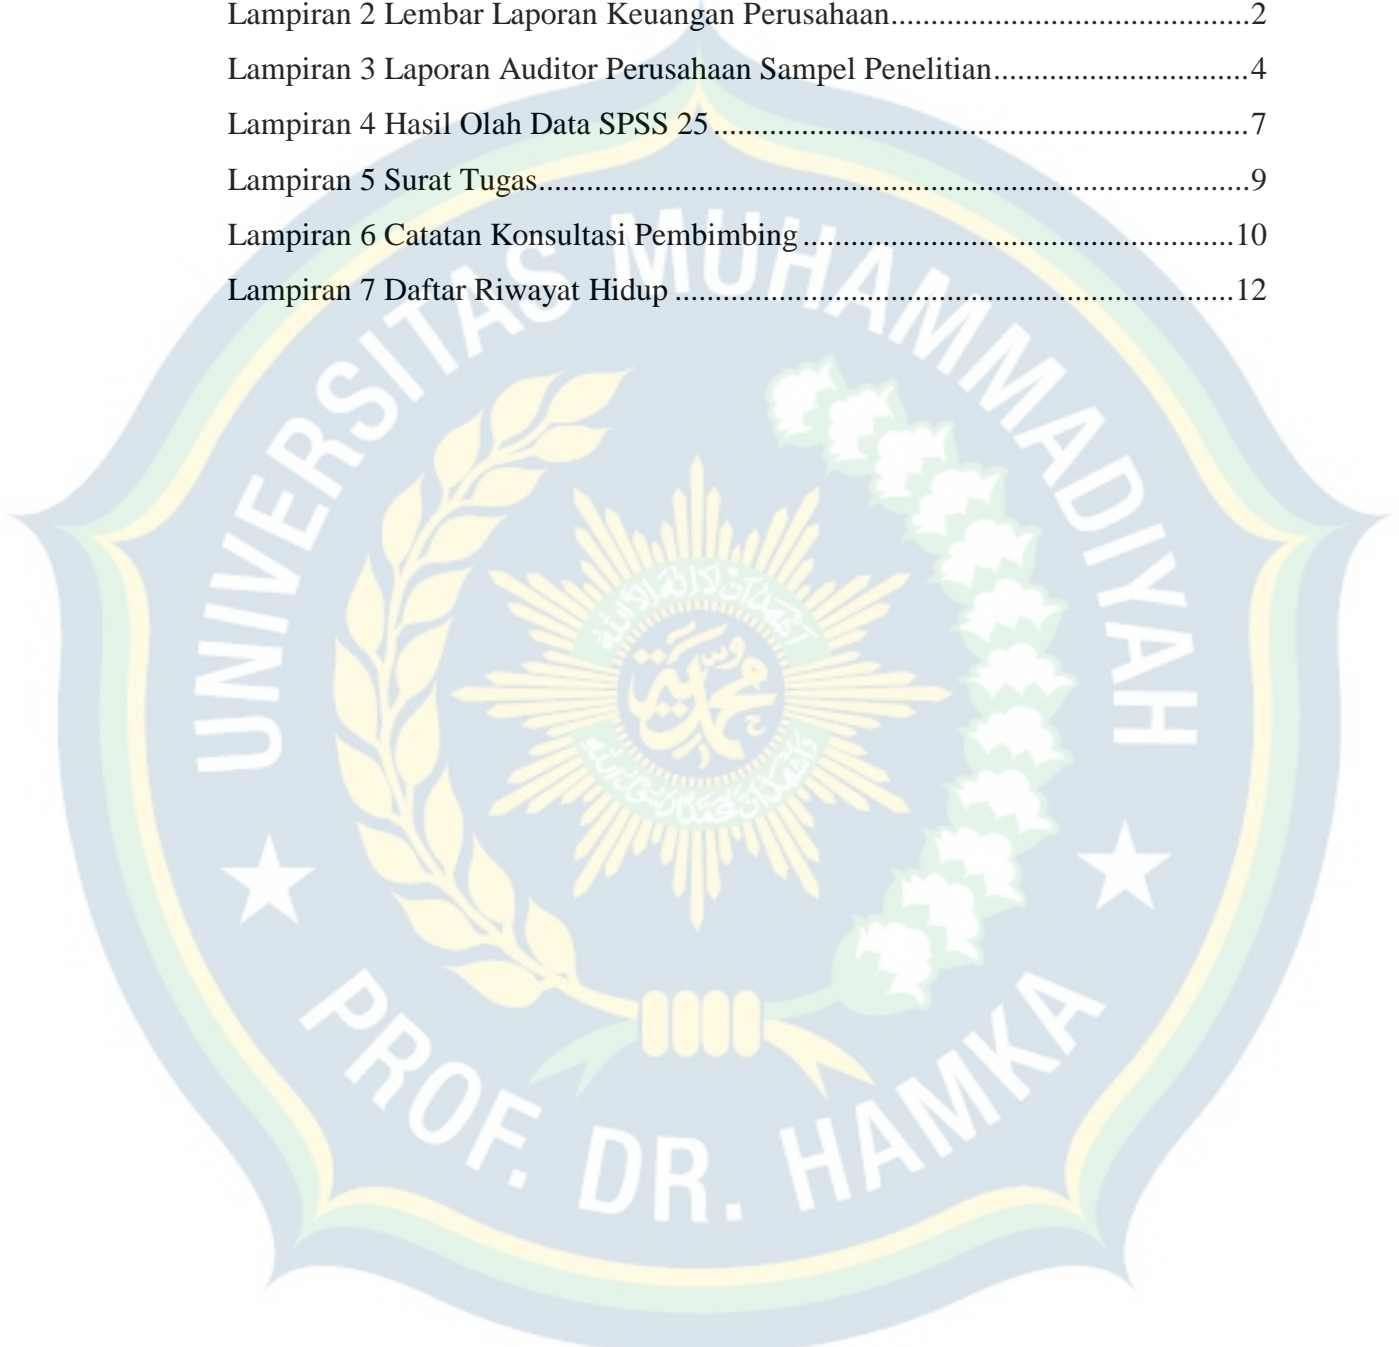 Lampiran 2 Lembar Laporan Keuangan Perusahaan............................................2
Lampiran 3 Laporan Auditor Perusahaan Sampel Penelitian...............................4
Lampiran 4 Hasil Olah Data SPSS 25..................................................................7
Lampiran 5 Surat Tugas........................................................................................9
Lampiran 6 Catatan Konsultasi Pembimbing.....................................................10
Lampiran 7 Daftar Riwayat Hidup.....................................................................12
UNIVERSITAS MUHAMMADIYAH
محمدية
PROF. DR. HAMKA